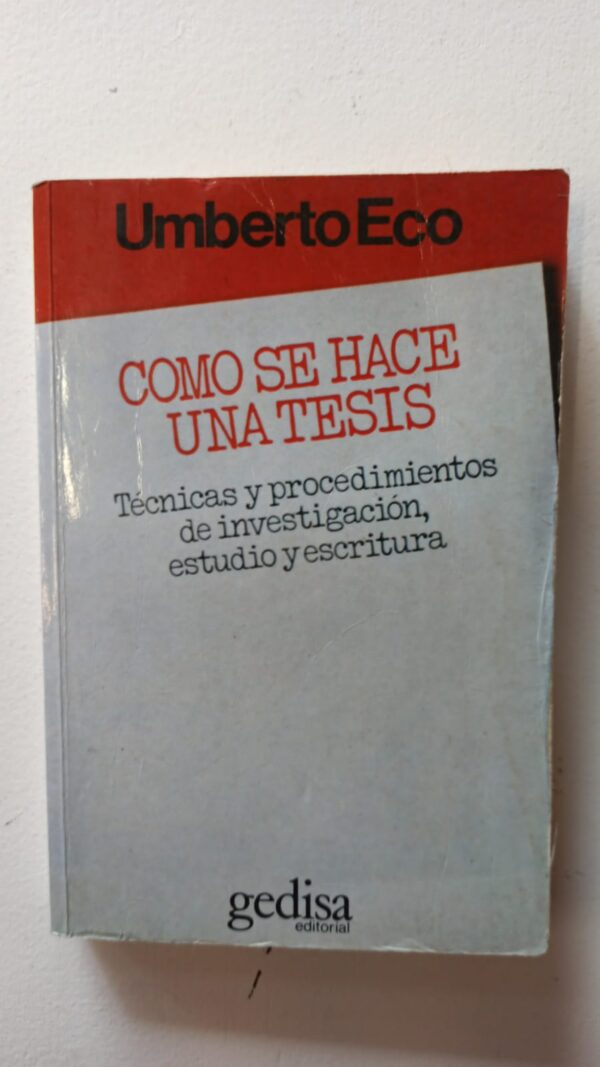 Umberto Eco
COMO SE HACE
UNA TESIS
Técnicas y procedimientos
de investigación,
estudio y escritura
gedisa
editorial